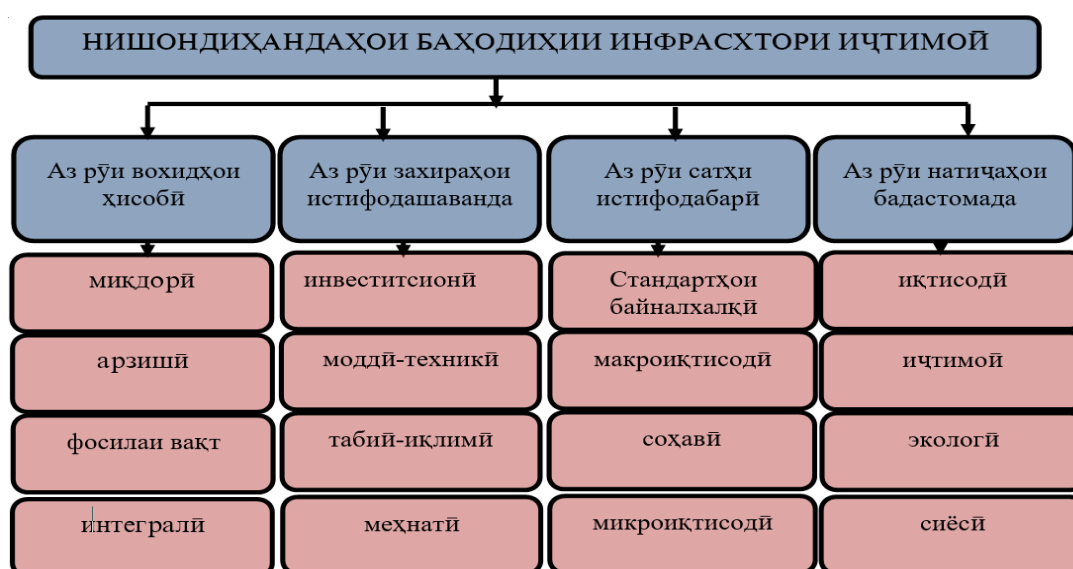 НИШОНДИҲАНДАҲОИ БАҲОДИҲИИ ИНФРАСХТОРИ ИҶТИМОӢ
Аз рӯи вохидҳои
ҳисобӣ
Аз рӯи захираҳои
истифодашаванда
Аз рӯи сатҳи
истифодабарӣ
Аз рӯи натиҷаҳои
бадастомада
миқдорӣ
инвеститсионӣ
Стандартҳои
байналхалқӣ
иқтисодӣ
арзишӣ
моддӣ-техникӣ
макроиқтисодӣ
иҷтимоӣ
фосилаи вақт
табиӣ-иқлимӣ
соҳавӣ
экологӣ
интегралӣ
меҳнатӣ
микроиқтисодӣ
сиёсӣ